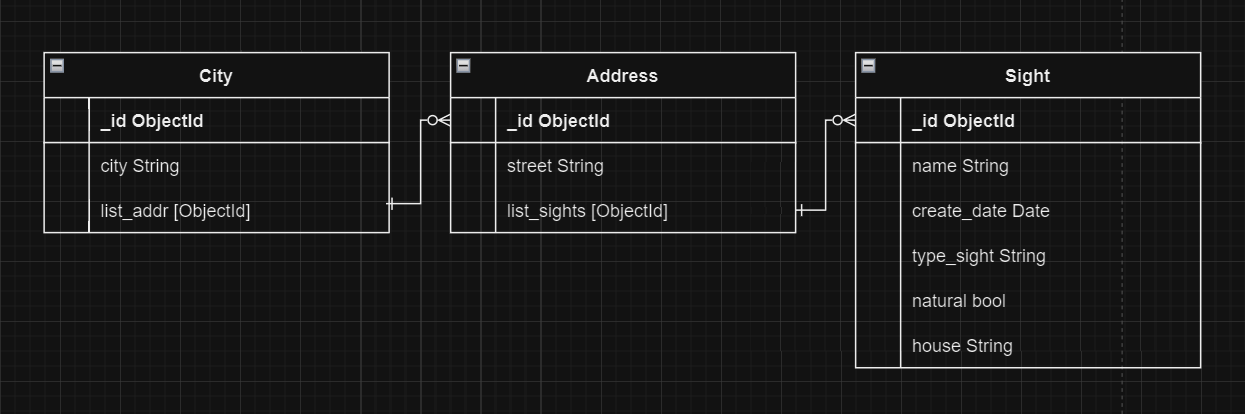 City
_id ObjectId
city String
list_addr [ObjectId]
Address
_id ObjectId
street String
list_sights [ObjectId]
Sight
_id ObjectId
name String
create_date Date
type_sight String
natural bool
house String